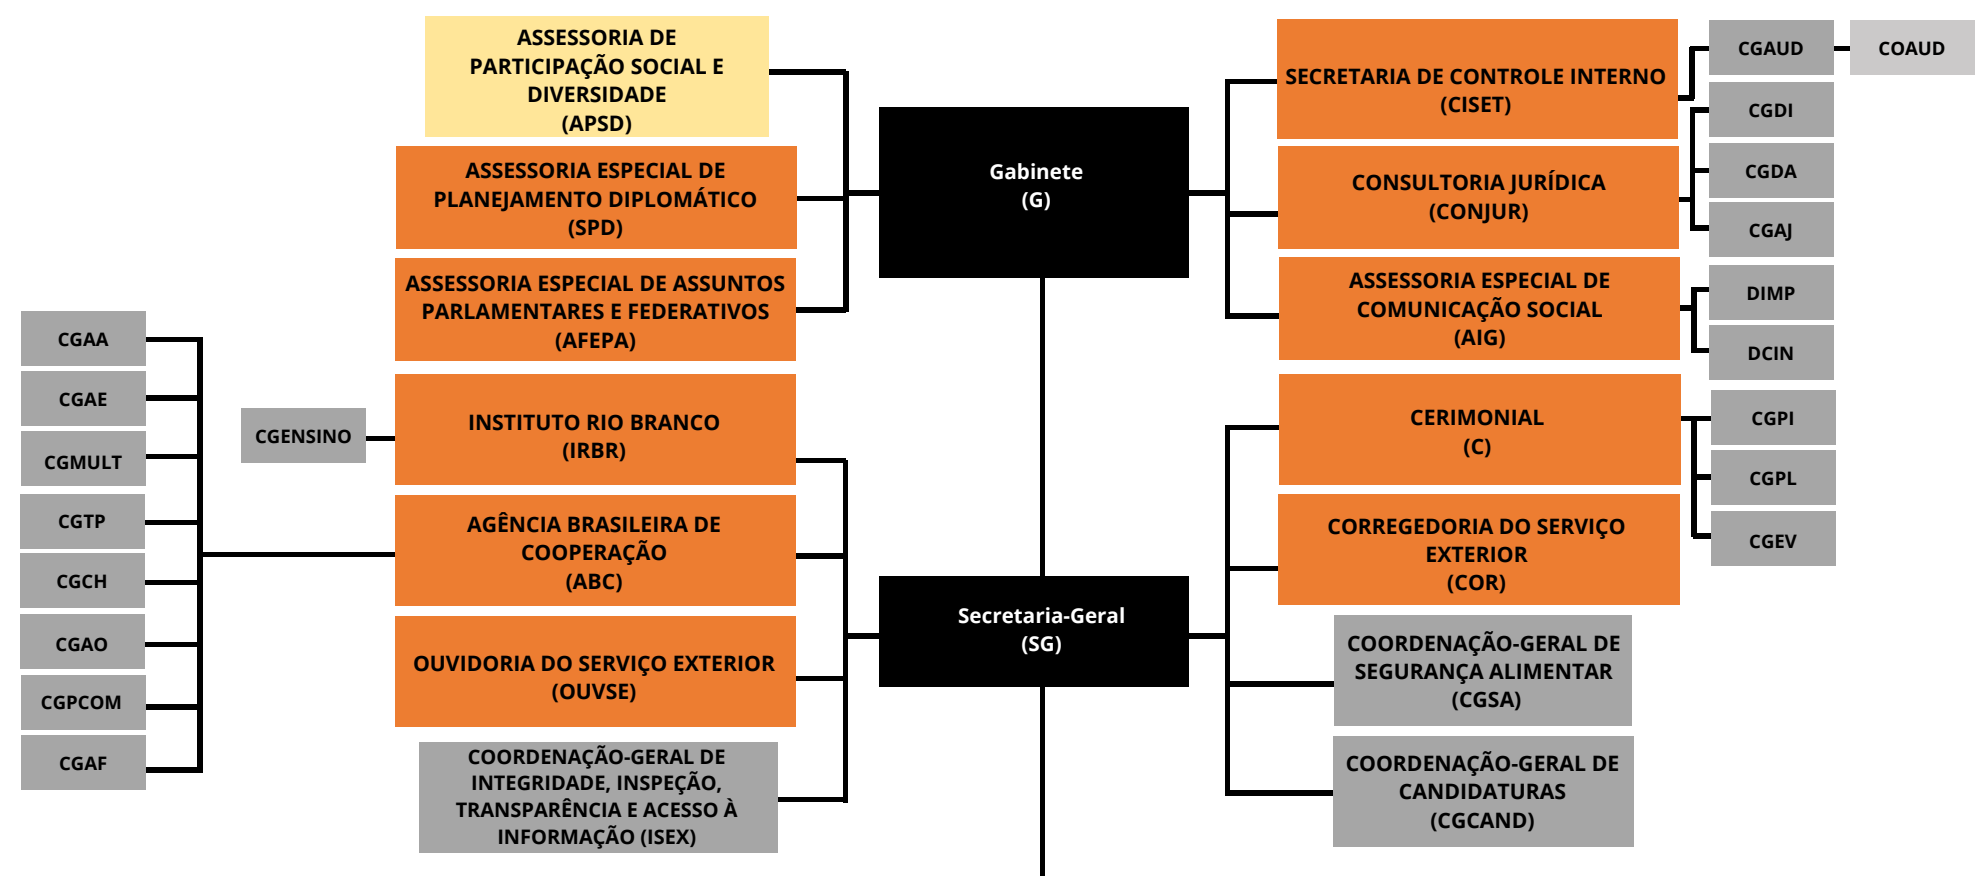 ASSESSORIA DE
PARTICIPAÇÃO SOCIAL E
DIVERSIDADE
(APSD)
ASSESSORIA ESPECIAL DE
PLANEJAMENTO DIPLOMÁTICO
(SPD)
ASSESSORIA ESPECIAL DE ASSUNTOS
PARLAMENTARES E FEDERATIVOS
(AFEPA)
Gabinete
(G)
SECRETARIA DE CONTROLE INTERNO
(CISET)
CGAUD
COAUD
CONSULTORIA JURÍDICA
(CONJUR)
CGDI
CGDA
CGAJ
ASSESSORIA ESPECIAL DE
COMUNICAÇÃO SOCIAL
(AIG)
DIMP
DCIN
CGAA
CGAE
CGMULT
CGTP
CGCH
CGAO
CGPCOM
CGAF
CGENSINO
INSTITUTO RIO BRANCO
(IRBR)
AGÊNCIA BRASILEIRA DE
COOPERAÇÃO
(ABC)
OUVIDORIA DO SERVIÇO EXTERIOR
(OUVSE)
COORDENAÇÃO-GERAL DE
INTEGRIDADE, INSPEÇÃO,
TRANSPARÊNCIA E ACESSO À
INFORMAÇÃO (ISEX)
Secretaria-Geral
(SG)
CERIMONIAL
(C)
CGPI
CGPL
CGEV
CORREGEDORIA DO SERVIÇO
EXTERIOR
(COR)
COORDENAÇÃO-GERAL DE
SEGURANÇA ALIMENTAR
(CGSA)
COORDENAÇÃO-GERAL DE
CANDIDATURAS
(CGCAND)